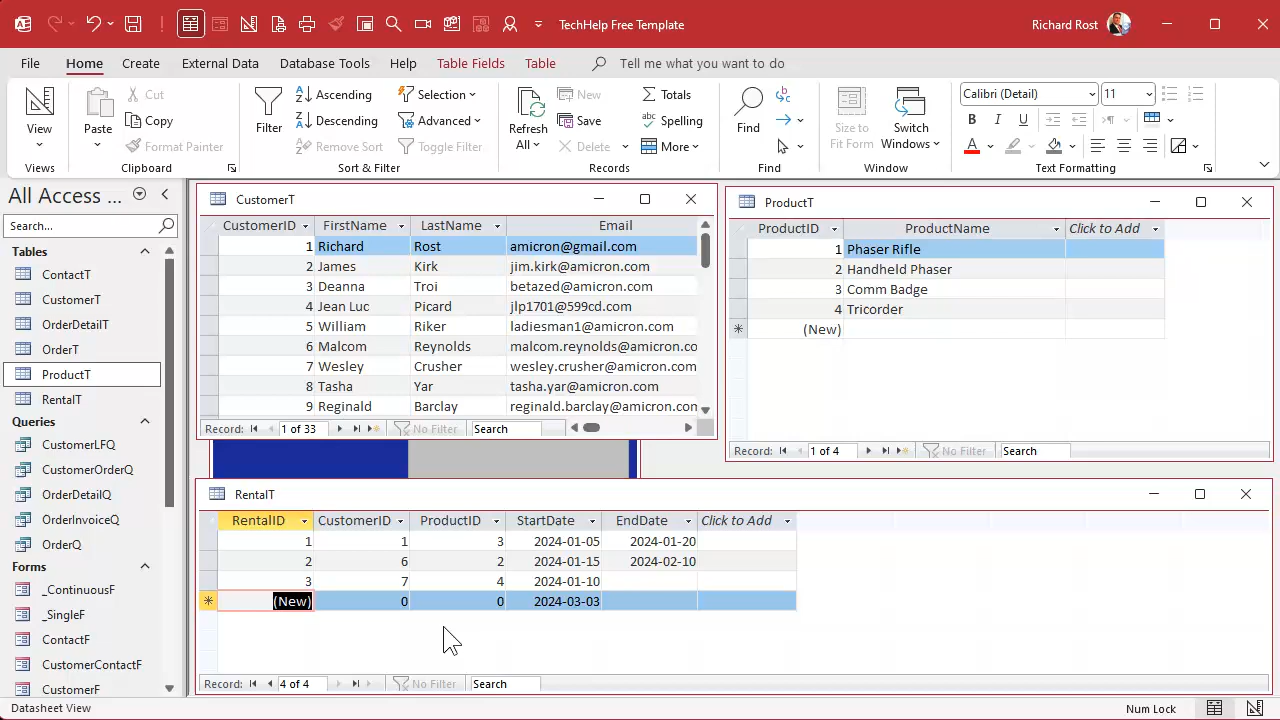 TechHelp Free Template
Richard Rost
File Home Create External Data Database Tools Help Table Fields Table Tell me what you want to do
View
Views
Paste
Cut
Copy
Format Painter
Clipboard
Filter
Ascending
Descending
Remove Sort
Selection
Advanced
Toggle Filter
Sort & Filter
Refresh
All
New
Save
Delete
Totals
Spelling
More
Records
Find
Find
Size to
Fit Form
Switch
Windows
Window
Calibri (Detail) 11
B I U
A
Text Formatting
All Access ...
Search...
Tables
ContactT
CustomerT
OrderDetailT
OrderT
ProductT
RentalT
Queries
CustomerLFQ
CustomerOrderQ
OrderDetailQ
OrderInvoiceQ
OrderQ
Forms
_ContinuousF
_SingleF
ContactF
CustomerContactF
CustomerF
CustomerT
CustomerID FirstName LastName Email
1 Richard Rost amicron@gmail.com
2 James Kirk jim.kirk@amicron.com
3 Deanna Troi betazed@amicron.com
4 Jean Luc Picard jlp1701@599cd.com
5 William Riker ladiesman1@amicron.com
6 Malcom Reynolds malcom.reynolds@amicron.co
7 Wesley Crusher wesley.crusher@amicron.com
8 Tasha Yar tasha.yar@amicron.com
9 Reginald Barclay reginald.barclay@amicron.con
Record: 1 of 33 No Filter Search
ProductT
ProductID ProductName Click to Add
1 Phaser Rifle
2 Handheld Phaser
3 Comm Badge
4 Tricorder
(New)
Record: 1 of 4 No Filter Search
RentalT
RentalID CustomerID ProductID StartDate EndDate Click to Add
1 1 3 2024-01-05 2024-01-20
2 6 2 2024-01-15 2024-02-10
3 7 4 2024-01-10
(New) 0 0 2024-03-03
Record: 4 of 4 No Filter Search
Datasheet View
Num Lock